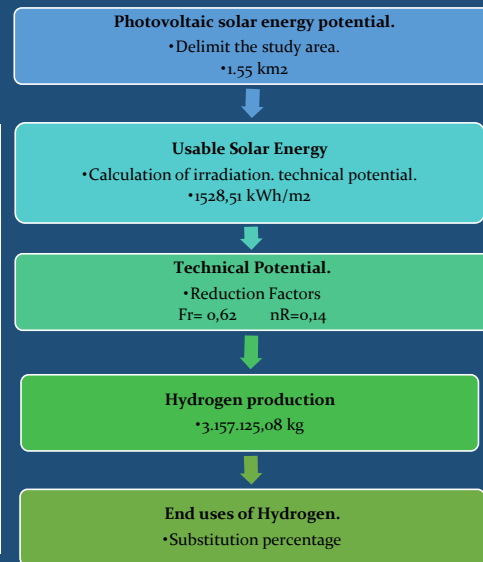 Photovoltaic solar energy potential.
•Delimit the study area.
•1.55 km2
Usable Solar Energy
•Calculation of irradiation. technical potential.
•1528,51 kWh/m2
Technical Potential.
•Reduction Factors
Fr= 0,62 nR=0,14
Hydrogen production
•3.157.125,08 kg
End uses of Hydrogen.
•Substitution percentage